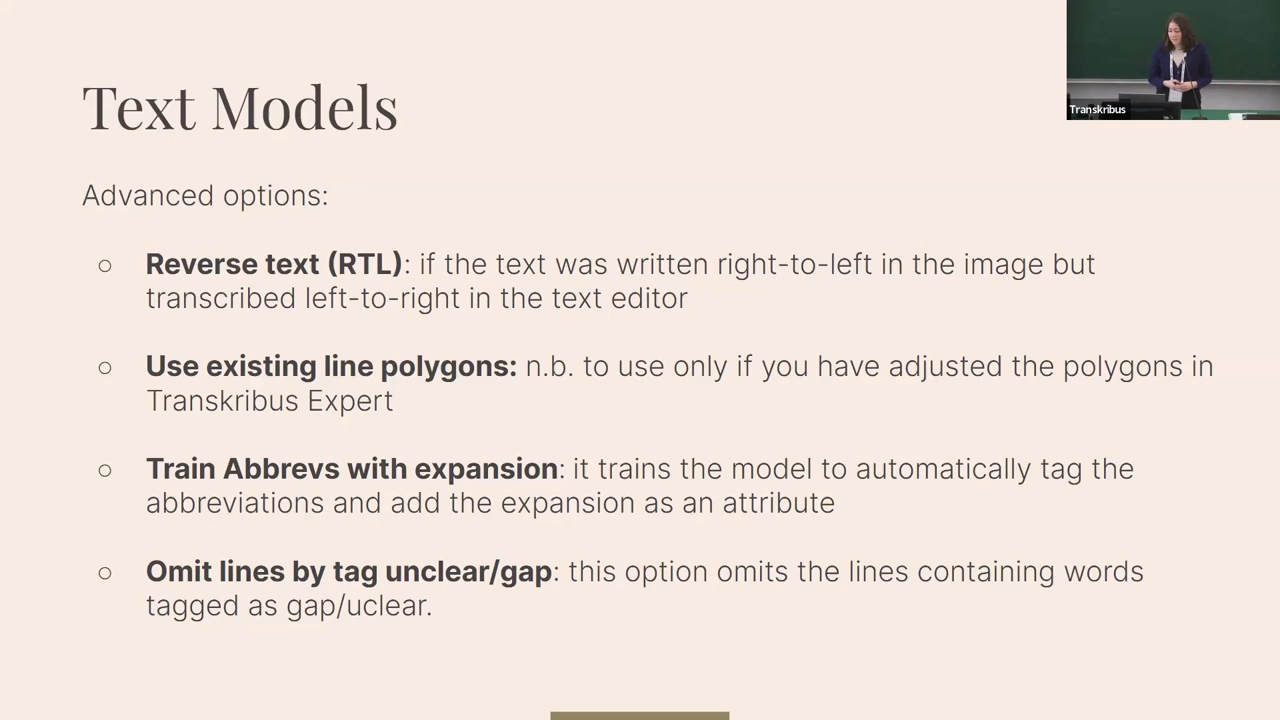 Text Models
Transkribus
Advanced options:
○ Reverse text (RTL): if the text was written right-to-left in the image but
transcribed left-to-right in the text editor
○ Use existing line polygons: n.b. to use only if you have adjusted the polygons in
Transkribus Expert
○ Train Abbrevs with expansion: it trains the model to automatically tag the
abbreviations and add the expansion as an attribute
○ Omit lines by tag unclear/gap: this option omits the lines containing words
tagged as gap/uclear.